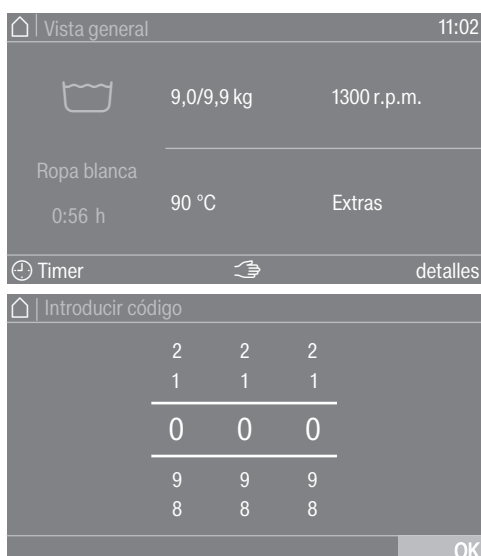 Vista general 11:02
9,0/9,9 kg 1300 r.p.m.
Ropa blanca
0:56 h
90 °C Extras
Timer detalles
Introducir código
2 2 2
1 1 1
0 0 0
9 9 9
8 8 8
OK